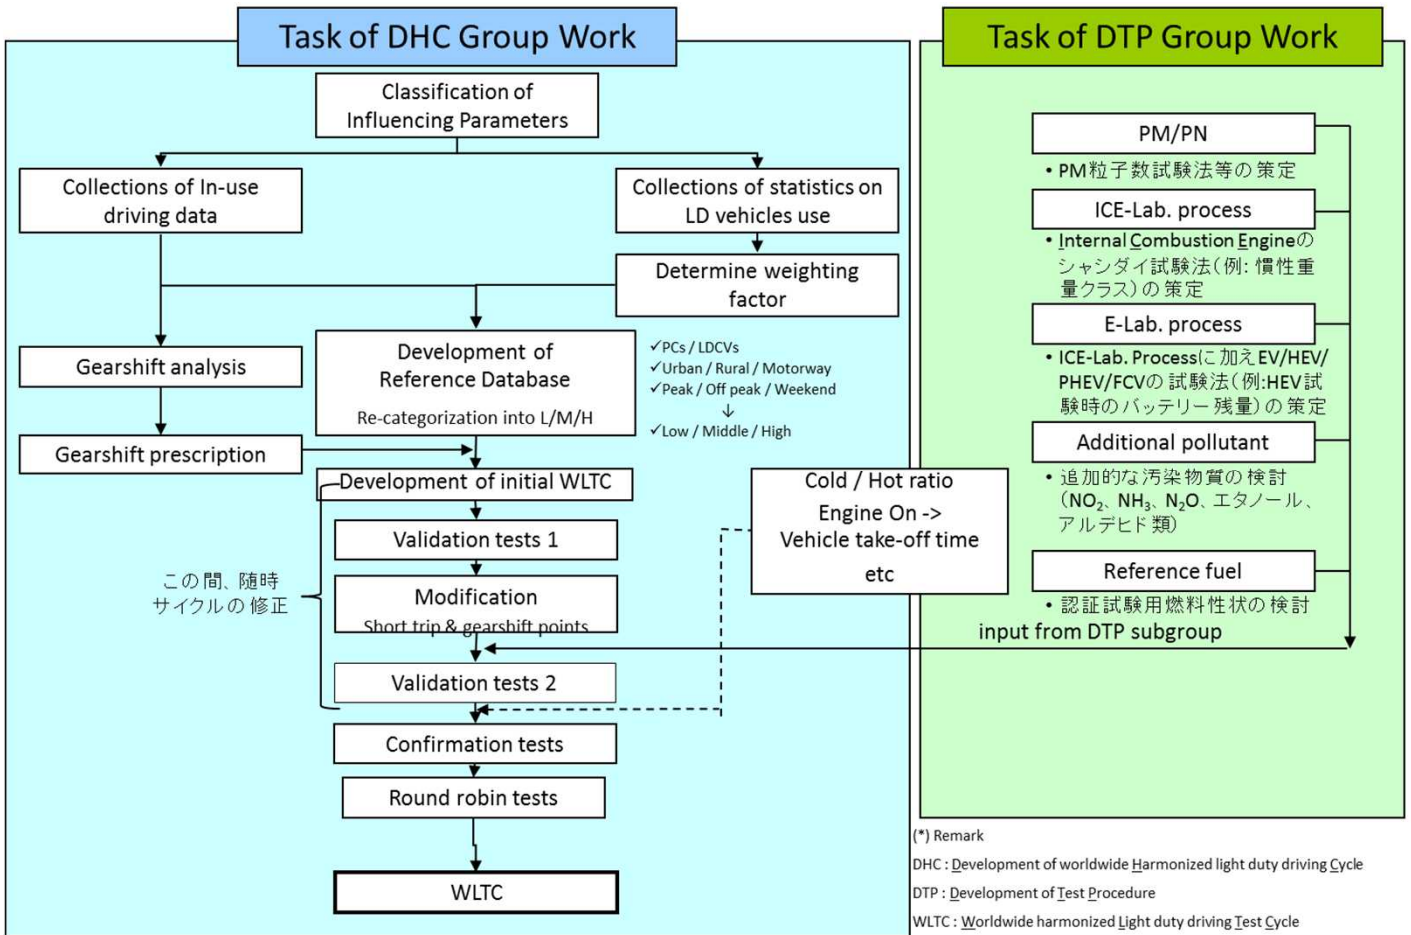 Task of DHC Group Work
Classification of
Influencing Parameters
Collections of In-use
driving data
Collections of statistics on
LD vehicles use
Determine weighting
factor
Gearshift analysis
Development of
Reference Database
Re-categorization into L/M/H
✓PCs / LDCVs
✓Urban / Rural / Motorway
✓Peak / Off peak / Weekend
↓
✓Low / Middle / High
Gearshift prescription
Development of initial WLTC
Validation tests 1
この間、随時
サイクルの修正
Modification
Short trip & gearshift points
Validation tests 2
Confirmation tests
Round robin tests
WLTC
Cold / Hot ratio
Engine On ->
Vehicle take-off time
etc
Task of DTP Group Work
PM/PN
• PM粒子数試験法等の策定
ICE-Lab. process
• Internal Combustion Engineの
シャシダイ試験法(例: 慣性重
量クラス)の策定
E-Lab. process
• ICE-Lab. Processに加えEV/HEV/
PHEV/FCVの試験法(例:HEV試
験時のバッテリー残量)の策定
Additional pollutant
• 追加的な汚染物質の検討
(NO₂、NH₃、N₂O、エタノール、
アルデヒド類)
Reference fuel
• 認証試験用燃料性状の検討
input from DTP subgroup
(*) Remark
DHC : Development of worldwide Harmonized light duty driving Cycle
DTP : Development of Test Procedure
WLTC : Worldwide harmonized Light duty driving Test Cycle